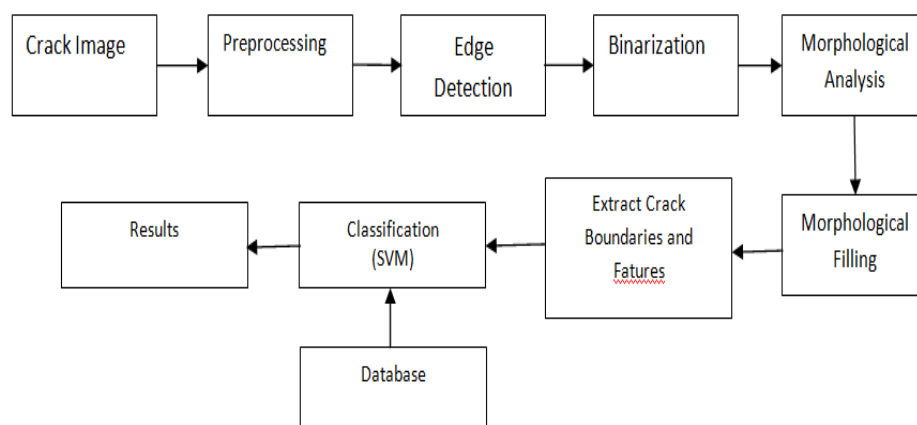 Crack Image
Preprocessing
Edge
Detection
Binarization
Morphological
Analysis
Morphological
Filling
Extract Crack
Boundaries and
Fatures
Classification
(SVM)
Results
Database